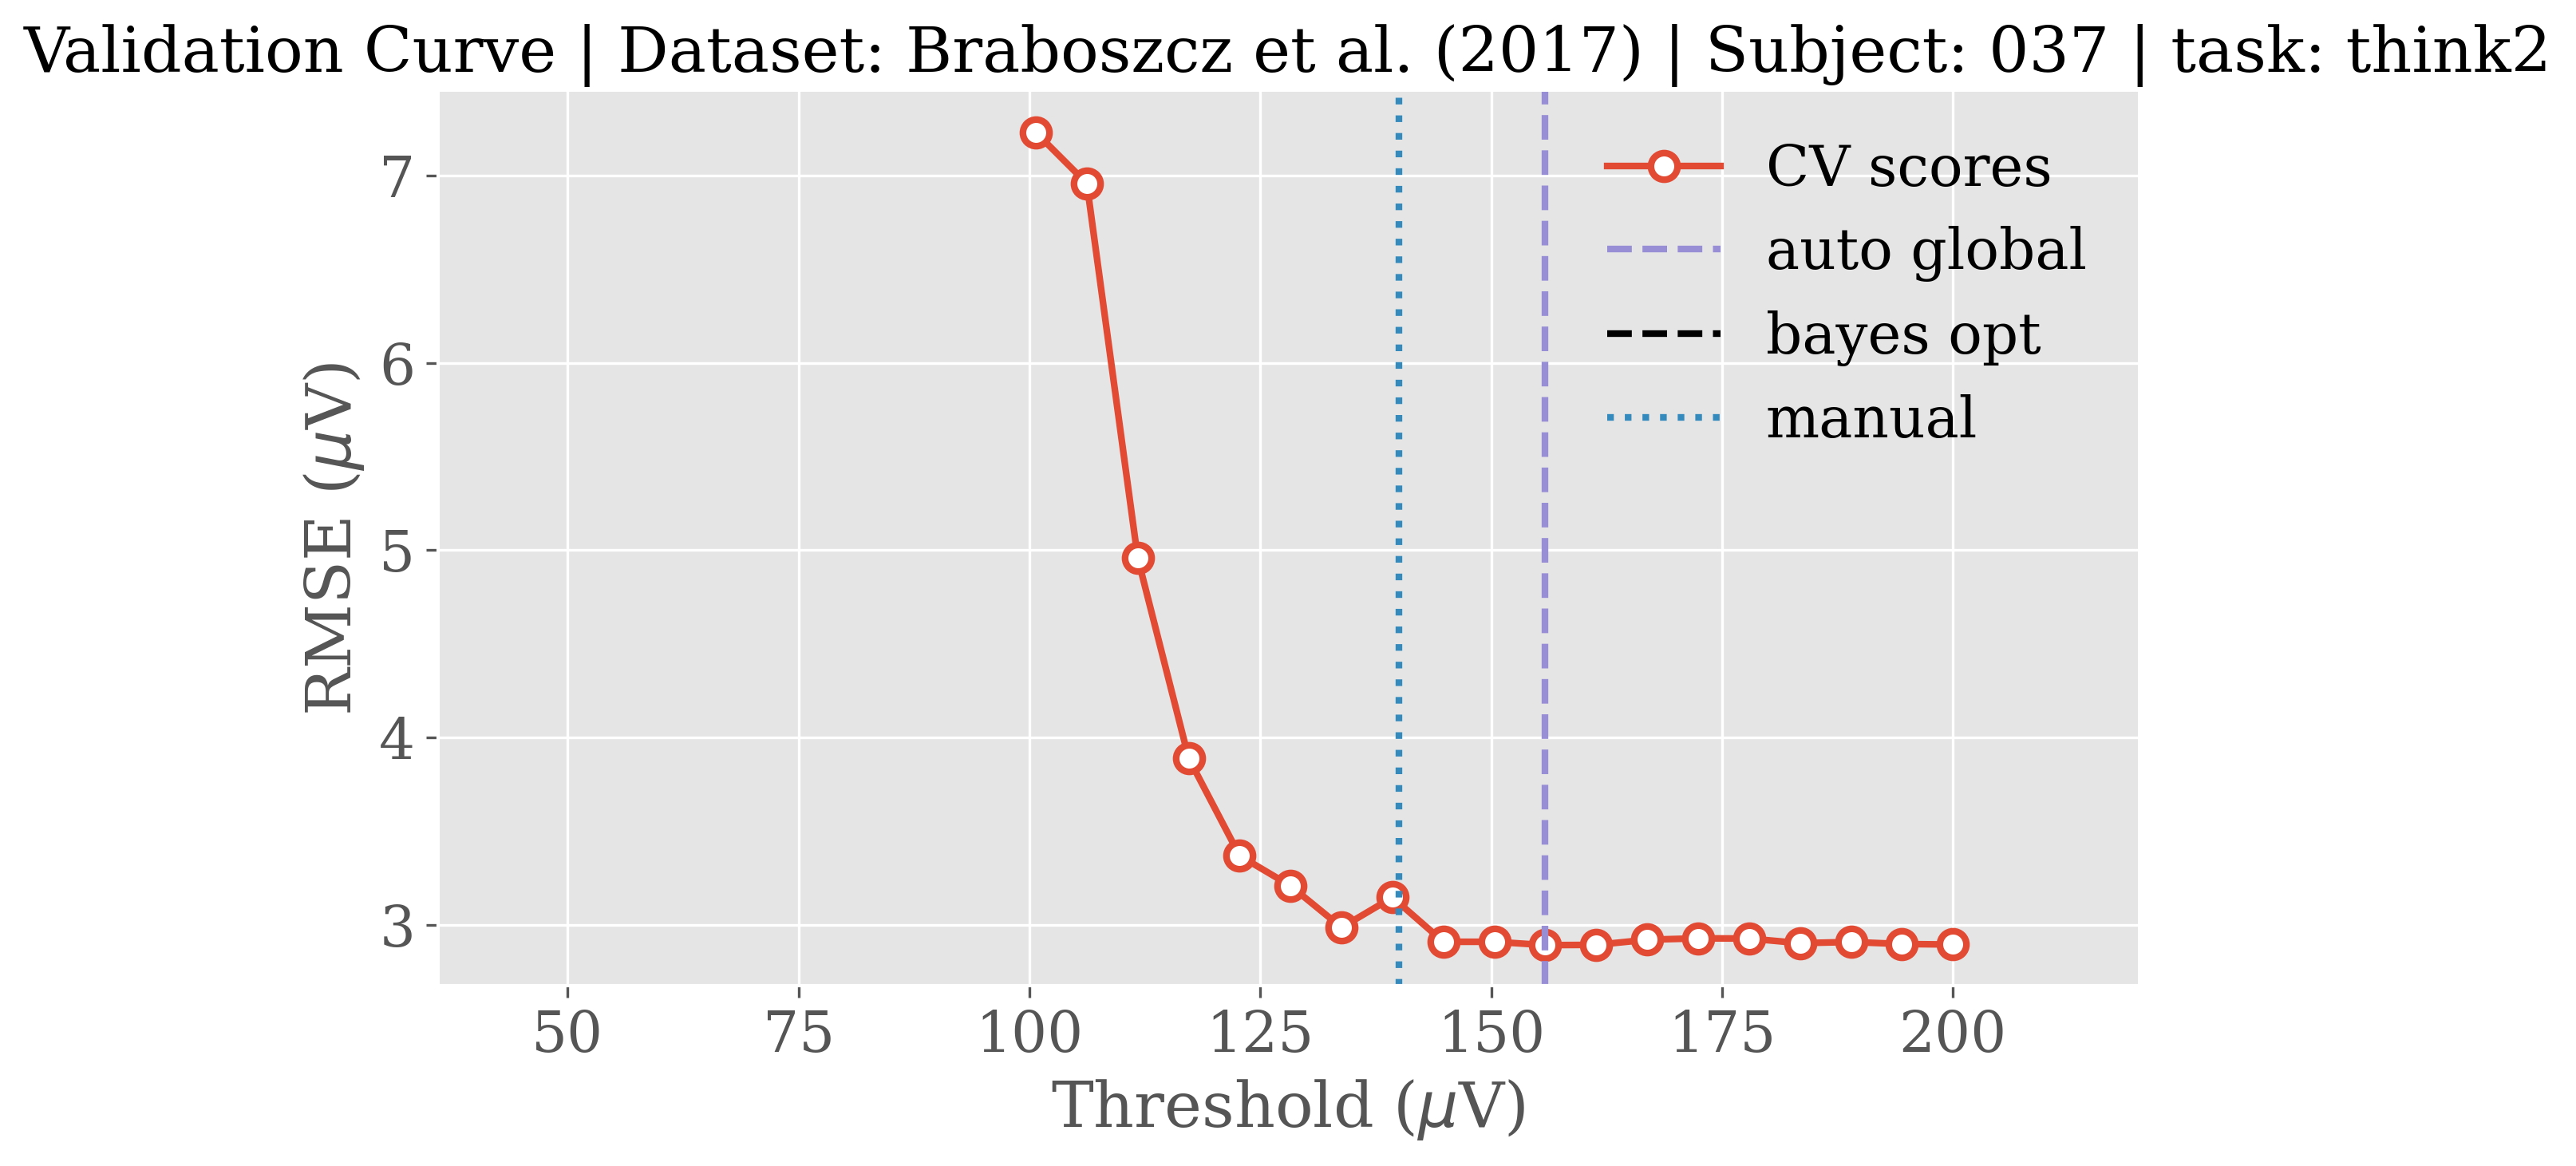 Validation Curve | Dataset: Braboszcz et al. (2017) | Subject: 037 | task: think2
RMSE (μV)
7
6
5
4
3
CV scores
auto global
bayes opt
manual
50 75 100 125 150 175 200
Threshold (μV)